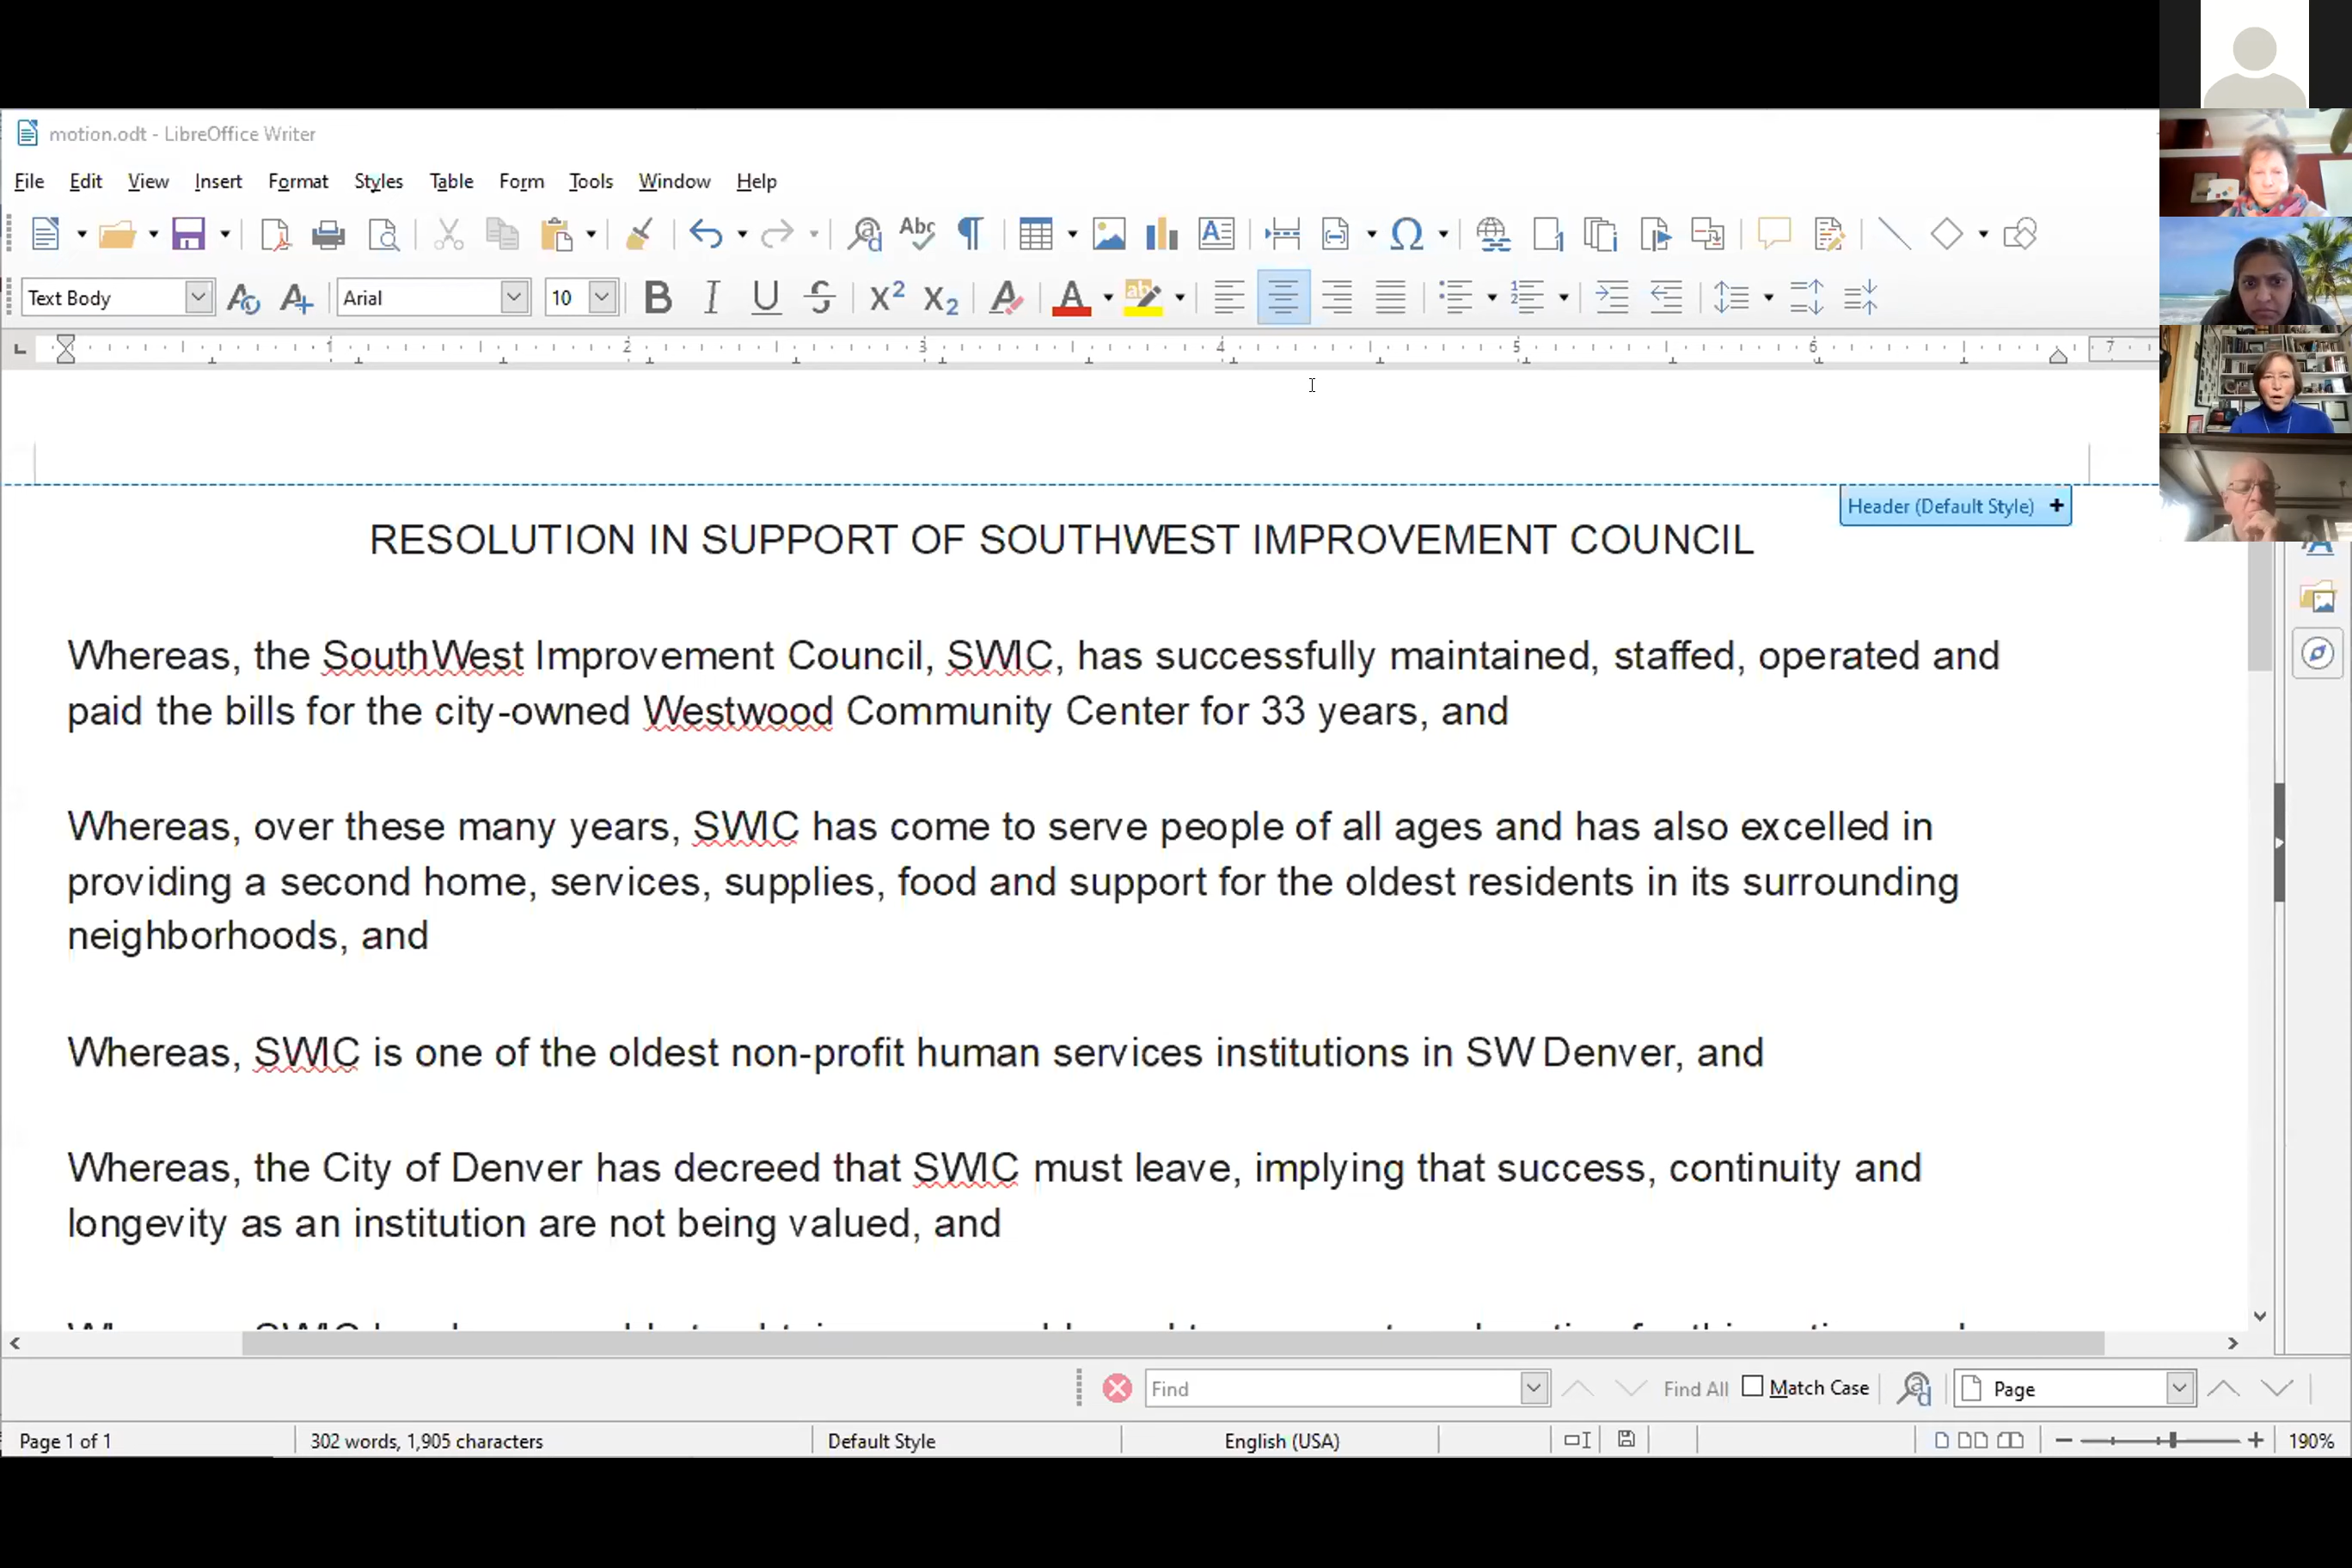 motion.odt - LibreOffice Writer
File Edit View Insert Format Styles Table Form Tools Window Help
Text Body Arial 10
1 2 3 4 5 6 7
Header (Default Style) +
RESOLUTION IN SUPPORT OF SOUTHWEST IMPROVEMENT COUNCIL
Whereas, the SouthWest Improvement Council, SWIC, has successfully maintained, staffed, operated and
paid the bills for the city-owned Westwood Community Center for 33 years, and
Whereas, over these many years, SWIC has come to serve people of all ages and has also excelled in
providing a second home, services, supplies, food and support for the oldest residents in its surrounding
neighborhoods, and
Whereas, SWIC is one of the oldest non-profit human services institutions in SW Denver, and
Whereas, the City of Denver has decreed that SWIC must leave, implying that success, continuity and
longevity as an institution are not being valued, and
Find Find All Match Case Page
Page 1 of 1 302 words, 1,905 characters Default Style English (USA) 190%